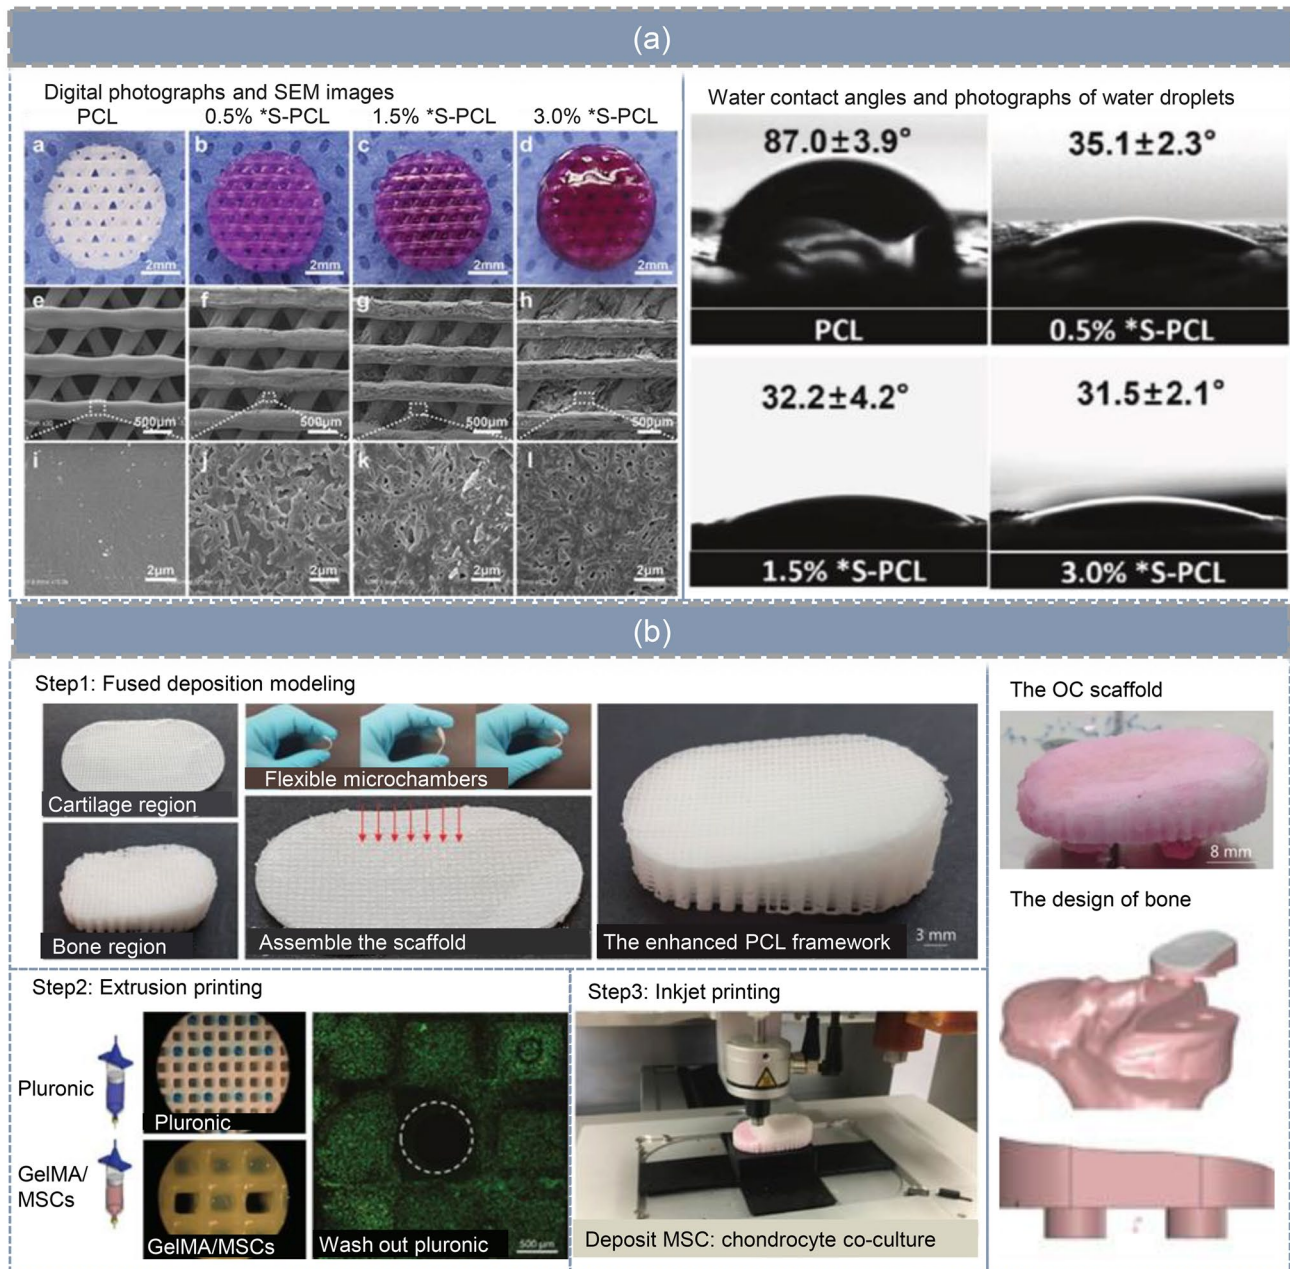 (a)
Digital photographs and SEM images
PCL 0.5% *S-PCL 1.5% *S-PCL 3.0% *S-PCL
a b c d
2mm 2mm 2mm 2mm
e f g h
500μm 500μm 500μm 500μm
i j k l
2μm 2μm 2μm 2μm
Water contact angles and photographs of water droplets
87.0±3.9° 35.1±2.3°
PCL 0.5% *S-PCL
32.2±4.2° 31.5±2.1°
1.5% *S-PCL 3.0% *S-PCL
(b)
Step1: Fused deposition modeling
Cartilage region
Flexible microchambers
Bone region
Assemble the scaffold
The enhanced PCL framework
3 mm
The OC scaffold
8 mm
The design of bone
Step2: Extrusion printing
Pluronic
Pluronic
GelMA/
MSCs
GelMA/MSCs
Wash out pluronic
500 μm
Step3: Inkjet printing
Deposit MSC: chondrocyte co-culture